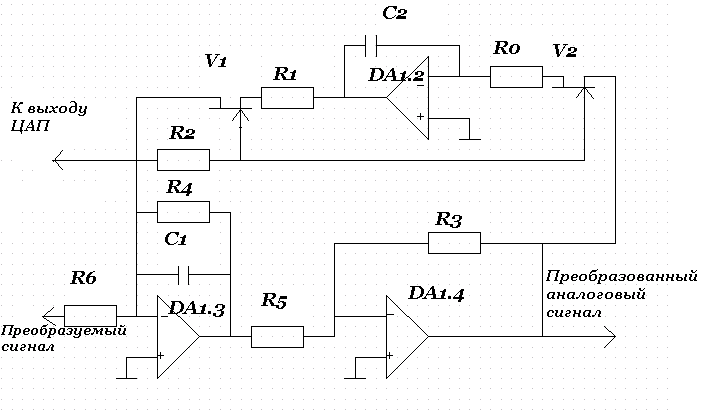 C2
V1
R1
DA1.2
R0
V2
К выходу
ЦАП
R2
R4
C1
R3
R6
DA1.3
R5
DA1.4
Преобразуемый
сигнал
Преобразованный
аналоговый
сигнал